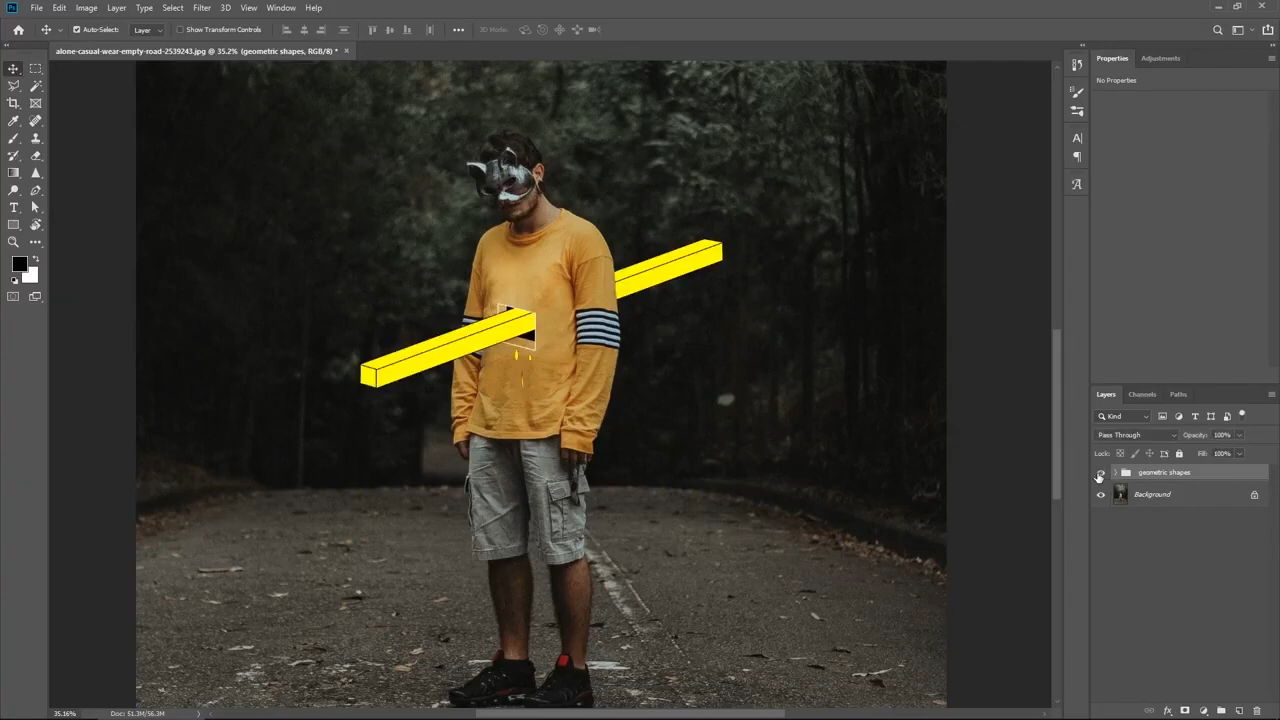 Ps File Edit Image Layer Type Select Filter 3D View Window Help
Auto-Select: Layer Show Transform Controls 3D Mode:
alone-casual-wear-empty-road-2539243.jpg @ 35.2% (geometric shapes, RGB/8) *
Properties Adjustments
No Properties
Layers Channels Paths
Kind
Pass Through Opacity: 100%
Lock: Fill: 100%
geometric shapes
Background
35.16% Doc: 51.3M/56.3M